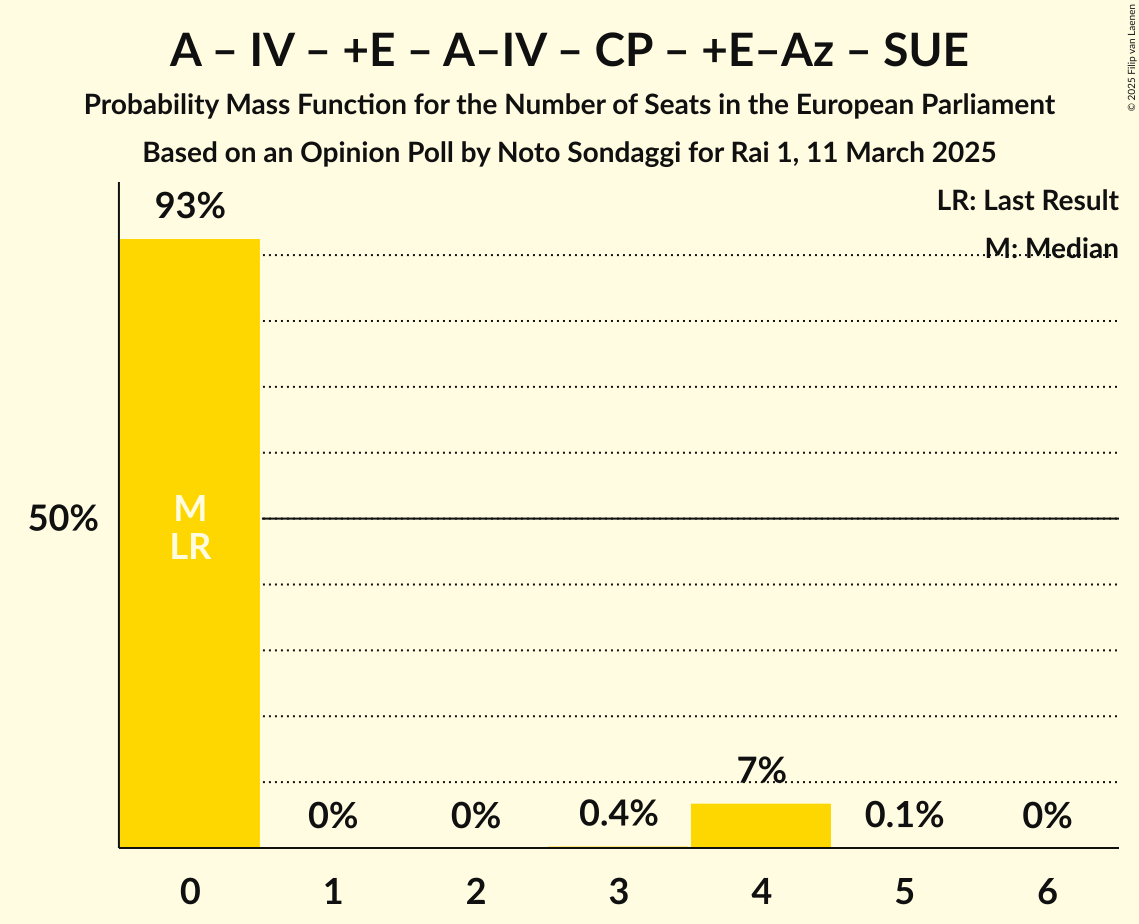 A – IV – +E – A–IV – CP – +E–Az – SUE
Probability Mass Function for the Number of Seats in the European Parliament
Based on an Opinion Poll by Noto Sondaggi for Rai 1, 11 March 2025
© 2025 Filip van Laenen
LR: Last Result
M: Median
93%
50%
M
LR
0%
0%
0.4%
7%
0.1%
0%
0
1
2
3
4
5
6